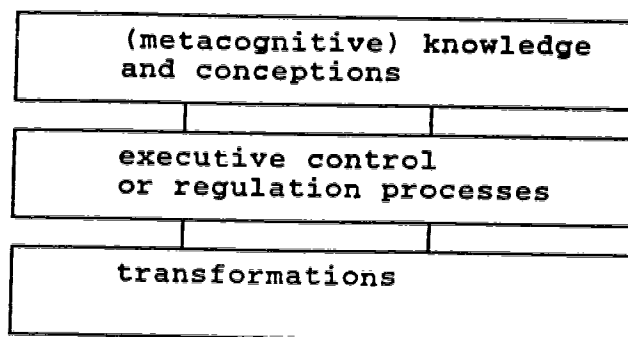 (metacognitive) knowledge
and conceptions
executive control
or regulation processes
transformations